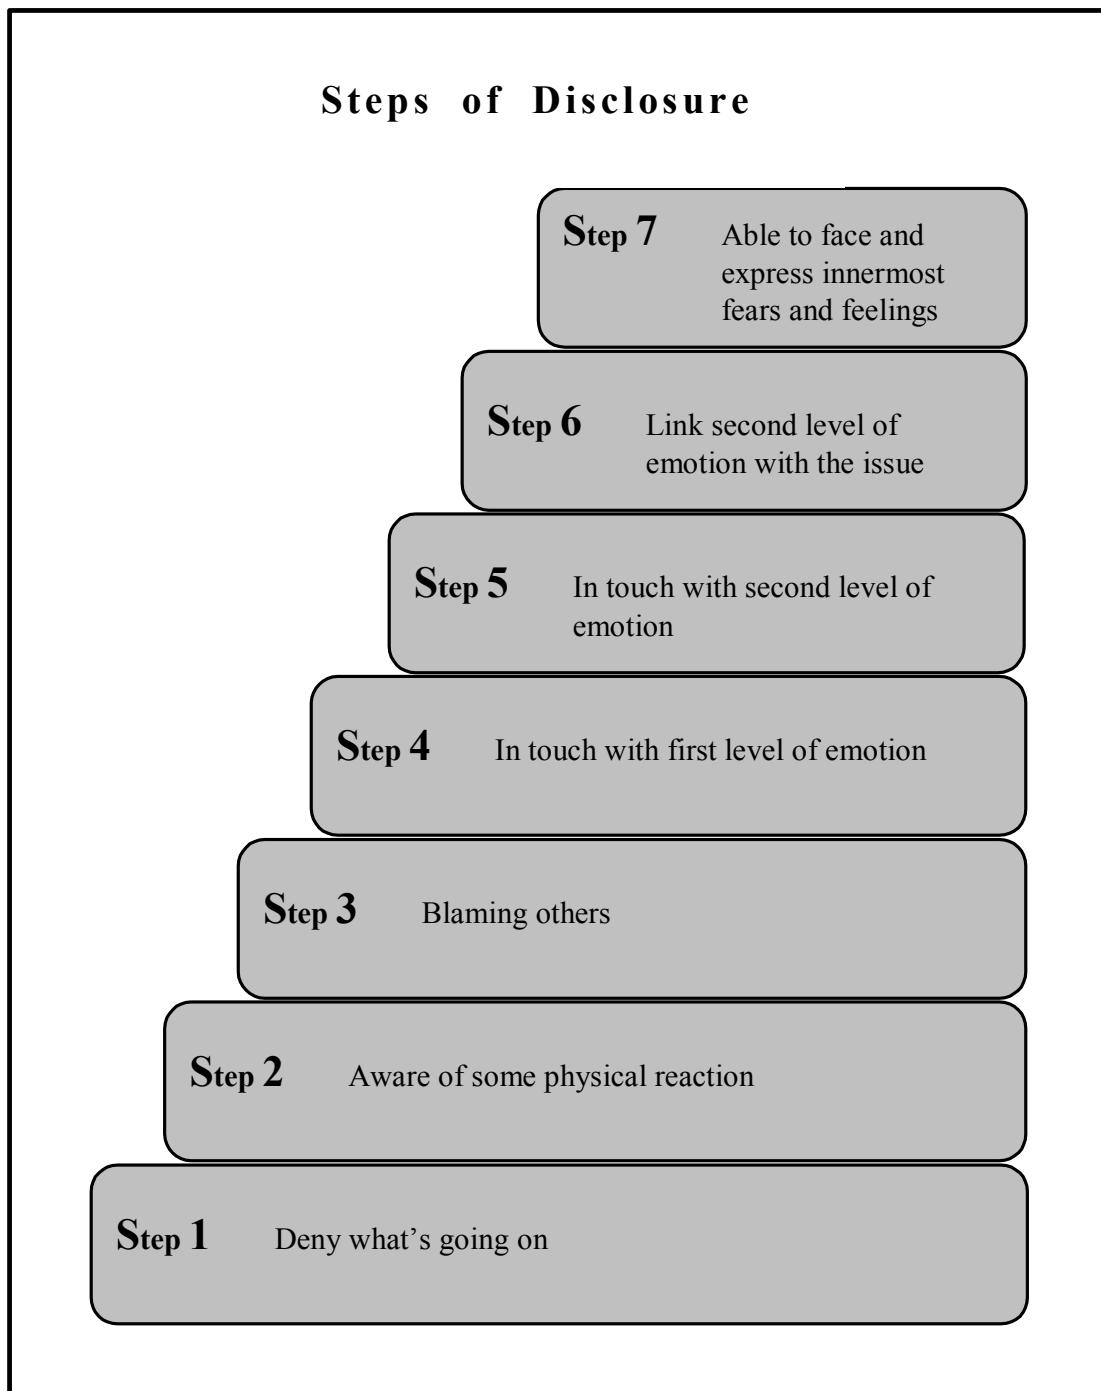 Steps of Disclosure
Step 7 Able to face and
express innermost
fears and feelings
Step 6 Link second level of
emotion with the issue
Step 5 In touch with second level of
emotion
Step 4 In touch with first level of emotion
Step 3 Blaming others
Step 2 Aware of some physical reaction
Step 1 Deny what’s going on